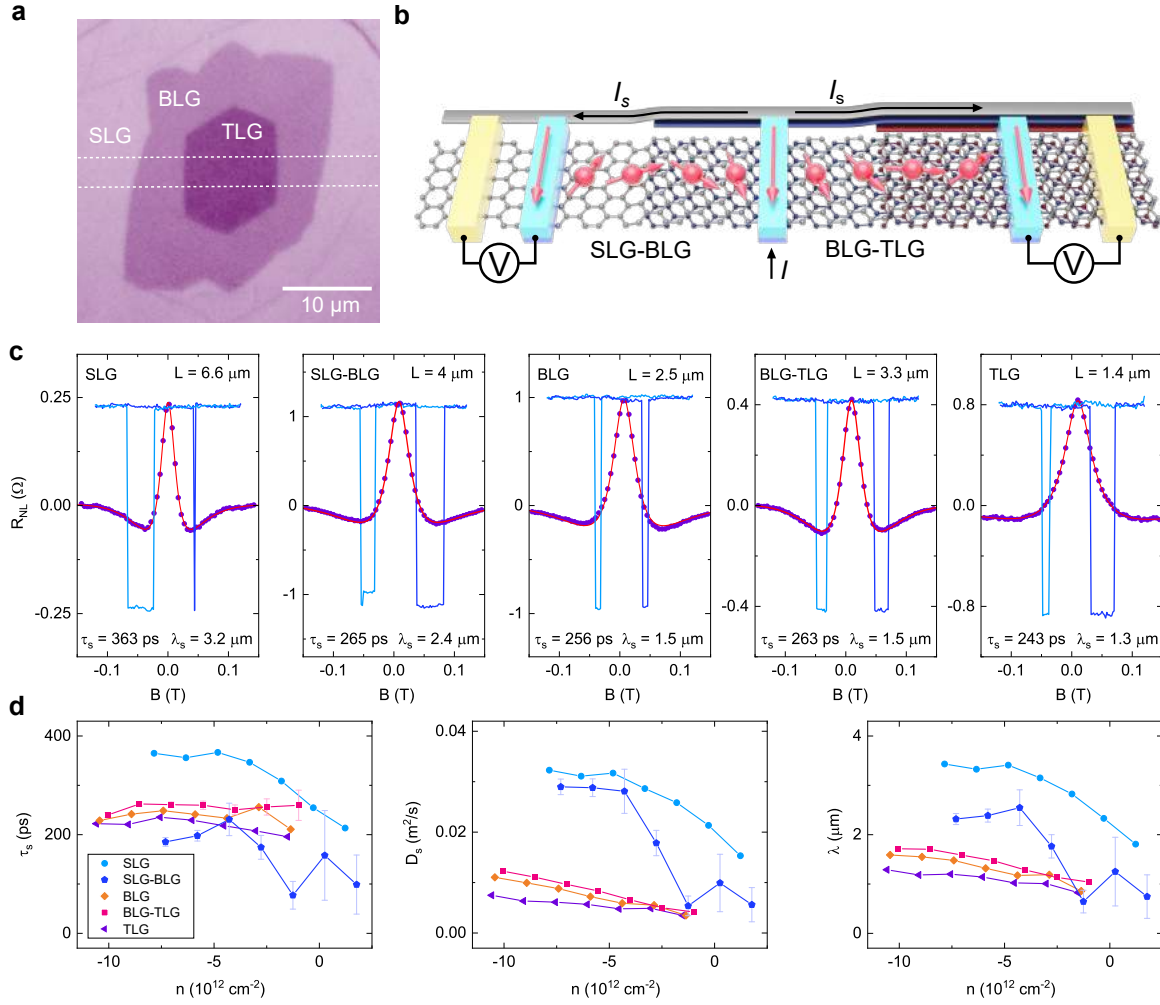 a
BLG
SLG
TLG
10 μm
b
I_s
I_s
SLG-BLG
BLG-TLG
V
I
V
c
R_NL (Ω)
SLG L = 6.6 μm
0.25
0.00
-0.25
τ_s = 363 ps λ_s = 3.2 μm
-0.1 0.0 0.1
B (T)
SLG-BLG L = 4 μm
1
0
-1
τ_s = 265 ps λ_s = 2.4 μm
-0.1 0.0 0.1
B (T)
BLG L = 2.5 μm
1
0
-1
τ_s = 256 ps λ_s = 1.5 μm
-0.1 0.0 0.1
B (T)
BLG-TLG L = 3.3 μm
0.4
0.0
-0.4
τ_s = 263 ps λ_s = 1.5 μm
-0.1 0.0 0.1
B (T)
TLG L = 1.4 μm
0.8
0.0
-0.8
τ_s = 243 ps λ_s = 1.3 μm
-0.1 0.0 0.1
B (T)
d
τ_s (ps)
400
200
0
SLG
SLG-BLG
BLG
BLG-TLG
TLG
-10 -5 0
n (10¹² cm⁻²)
D_s (m²/s)
0.04
0.02
0.00
-10 -5 0
n (10¹² cm⁻²)
λ (μm)
4
2
0
-10 -5 0
n (10¹² cm⁻²)